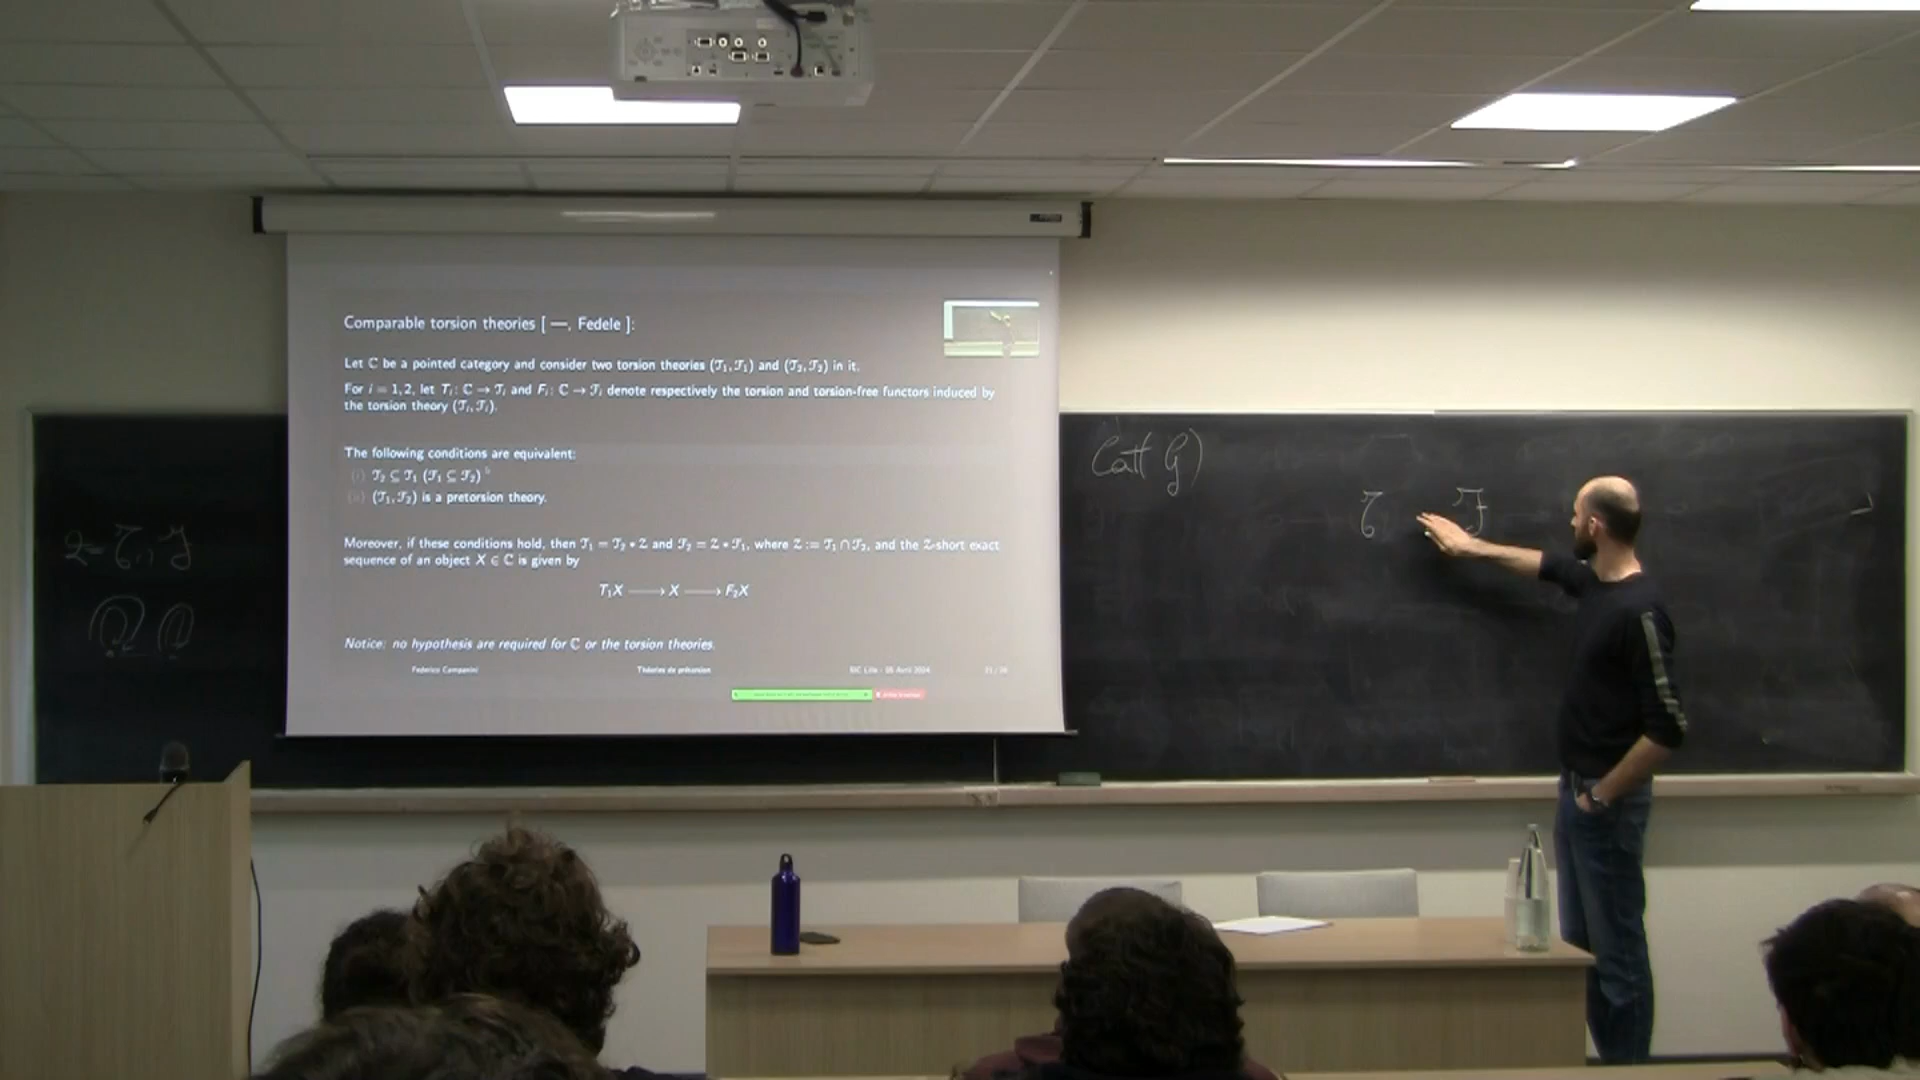 Comparable torsion theories [ —, Fedele ]:
Let ℂ be a pointed category and consider two torsion theories (𝒯₁, ℱ₁) and (𝒯₂, ℱ₂) in it.
For i = 1, 2, let Tᵢ : ℂ → 𝒯ᵢ and Fᵢ : ℂ → ℱᵢ denote respectively the torsion and torsion-free functors induced by
the torsion theory (𝒯ᵢ, ℱᵢ).
The following conditions are equivalent:
(i) 𝒯₂ ⊆ 𝒯₁ (ℱ₁ ⊆ ℱ₂)
(ii) (𝒯₁, ℱ₂) is a pretorsion theory.
Moreover, if these conditions hold, then 𝒯₁ = 𝒯₂ * 𝒵 and ℱ₂ = 𝒵 * ℱ₁, where 𝒵 := 𝒯₁ ∩ ℱ₂, and the 𝒵-short exact
sequence of an object X ∈ ℂ is given by
T₁X ⟶ X ⟶ F₂X
Notice: no hypothesis are required for ℂ or the torsion theories.
Federico Campanini Théories de prétorsion
Catt(G)
𝒯 ℱ